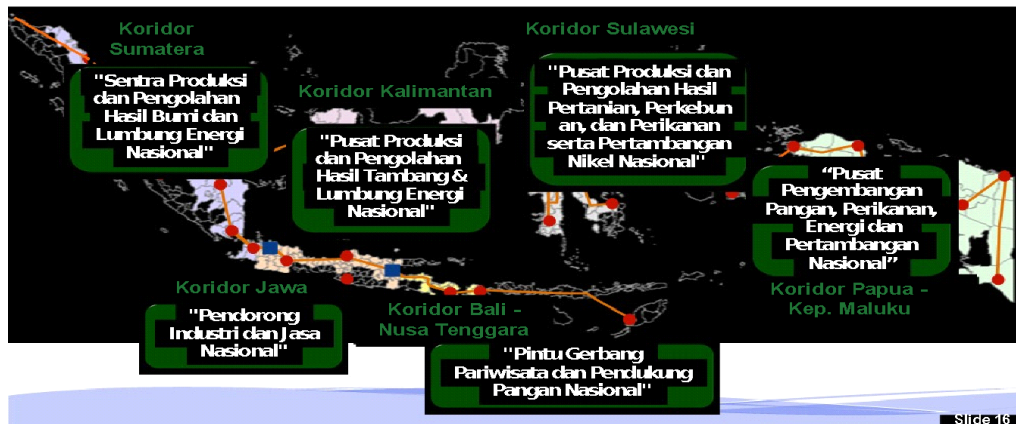 Koridor
Sumatera
"Sentra Produksi
dan Pengolahan
Hasil Bumi dan
Lumbung Energi
Nasional"
Koridor Kalimantan
"Pusat Produksi
dan Pengolahan
Hasil Tambang &
Lumbung Energi
Nasional"
Koridor Sulawesi
"Pusat Produksi dan
Pengolahan Hasil
Pertanian, Perkebun
an, dan Perikanan
serta Pertambangan
Nikel Nasional"
“Pusat
Pengembangan
Pangan, Perikanan,
Energi dan
Pertambangan
Nasional”
Koridor Papua -
Kep. Maluku
Koridor Jawa
"Pendorong
Industri dan Jasa
Nasional"
Koridor Bali -
Nusa Tenggara
"Pintu Gerbang
Pariwisata dan Pendukung
Pangan Nasional"
Slide 16